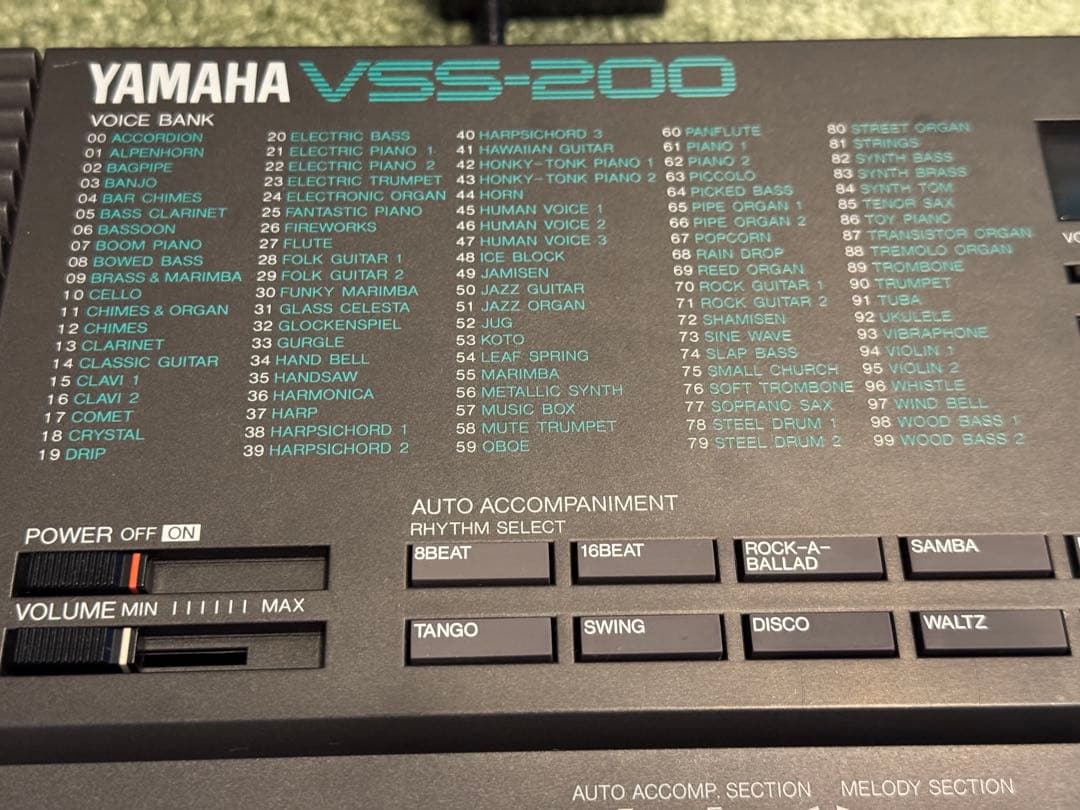 YAMAHA VSS-200
VOICE BANK
00 ACCORDION
01 ALPENHORN
02 BAGPIPE
03 BANJO
04 BAR CHIMES
05 BASS CLARINET
06 BASSOON
07 BOOM PIANO
08 BOWED BASS
09 BRASS & MARIMBA
10 CELLO
11 CHIMES & ORGAN
12 CHIMES
13 CLARINET
14 CLASSIC GUITAR
15 CLAVI 1
16 CLAVI 2
17 COMET
18 CRYSTAL
19 DRIP
20 ELECTRIC BASS
21 ELECTRIC PIANO 1
22 ELECTRIC PIANO 2
23 ELECTRIC TRUMPET
24 ELECTRONIC ORGAN
25 FANTASTIC PIANO
26 FIREWORKS
27 FLUTE
28 FOLK GUITAR 1
29 FOLK GUITAR 2
30 FUNKY MARIMBA
31 GLASS CELESTA
32 GLOCKENSPIEL
33 GURGLE
34 HAND BELL
35 HANDSAW
36 HARMONICA
37 HARP
38 HARPSICHORD 1
39 HARPSICHORD 2
40 HARPSICHORD 3
41 HAWAIIAN GUITAR
42 HONKY-TONK PIANO 1
43 HONKY-TONK PIANO 2
44 HORN
45 HUMAN VOICE 1
46 HUMAN VOICE 2
47 HUMAN VOICE 3
48 ICE BLOCK
49 JAMISEN
50 JAZZ GUITAR
51 JAZZ ORGAN
52 JUG
53 KOTO
54 LEAF SPRING
55 MARIMBA
56 METALLIC SYNTH
57 MUSIC BOX
58 MUTE TRUMPET
59 OBOE
60 PANFLUTE
61 PIANO 1
62 PIANO 2
63 PICCOLO
64 PICKED BASS
65 PIPE ORGAN 1
66 PIPE ORGAN 2
67 POPCORN
68 RAIN DROP
69 REED ORGAN
70 ROCK GUITAR 1
71 ROCK GUITAR 2
72 SHAMISEN
73 SINE WAVE
74 SLAP BASS
75 SMALL CHURCH
76 SOFT TROMBONE
77 SOPRANO SAX
78 STEEL DRUM 1
79 STEEL DRUM 2
80 STREET ORGAN
81 STRINGS
82 SYNTH BASS
83 SYNTH BRASS
84 SYNTH TOM
85 TENOR SAX
86 TOY PIANO
87 TRANSISTOR ORGAN
88 TREMOLO ORGAN
89 TROMBONE
90 TRUMPET
91 TUBA
92 UKULELE
93 VIBRAPHONE
94 VIOLIN 1
95 VIOLIN 2
96 WHISTLE
97 WIND BELL
98 WOOD BASS 1
99 WOOD BASS 2
POWER OFF ON
VOLUME MIN MAX
AUTO ACCOMPANIMENT
RHYTHM SELECT
8BEAT
16BEAT
ROCK-A-
BALLAD
SAMBA
TANGO
SWING
DISCO
WALTZ
AUTO ACCOMP. SECTION
MELODY SECTION